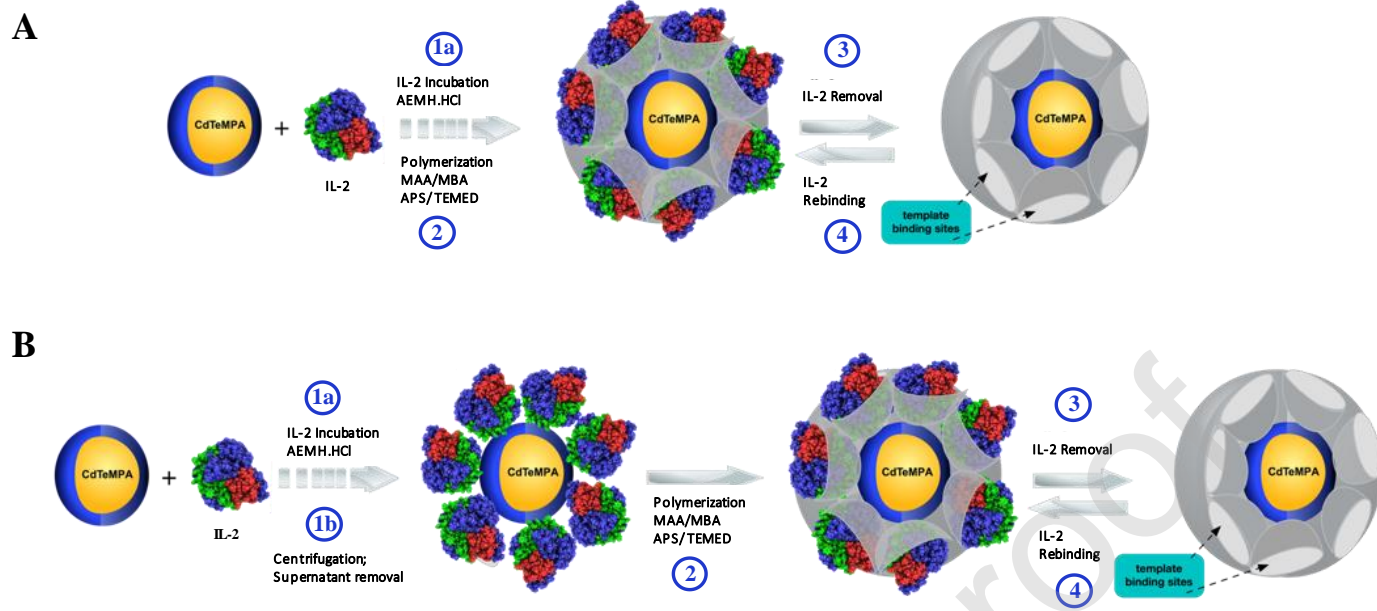 A
1a
IL-2 Incubation
AEMH.HCl
CdTeMPA
+
IL-2
Polymerization
MAA/MBA
APS/TEMED
2
CdTeMPA
3
IL-2 Removal
IL-2
Rebinding
4
CdTeMPA
template
binding sites
B
1a
IL-2 Incubation
AEMH.HCl
CdTeMPA
+
IL-2
1b
Centrifugation;
Supernatant removal
CdTeMPA
Polymerization
MAA/MBA
APS/TEMED
2
CdTeMPA
3
IL-2 Removal
IL-2
Rebinding
4
CdTeMPA
template
binding sites
roof